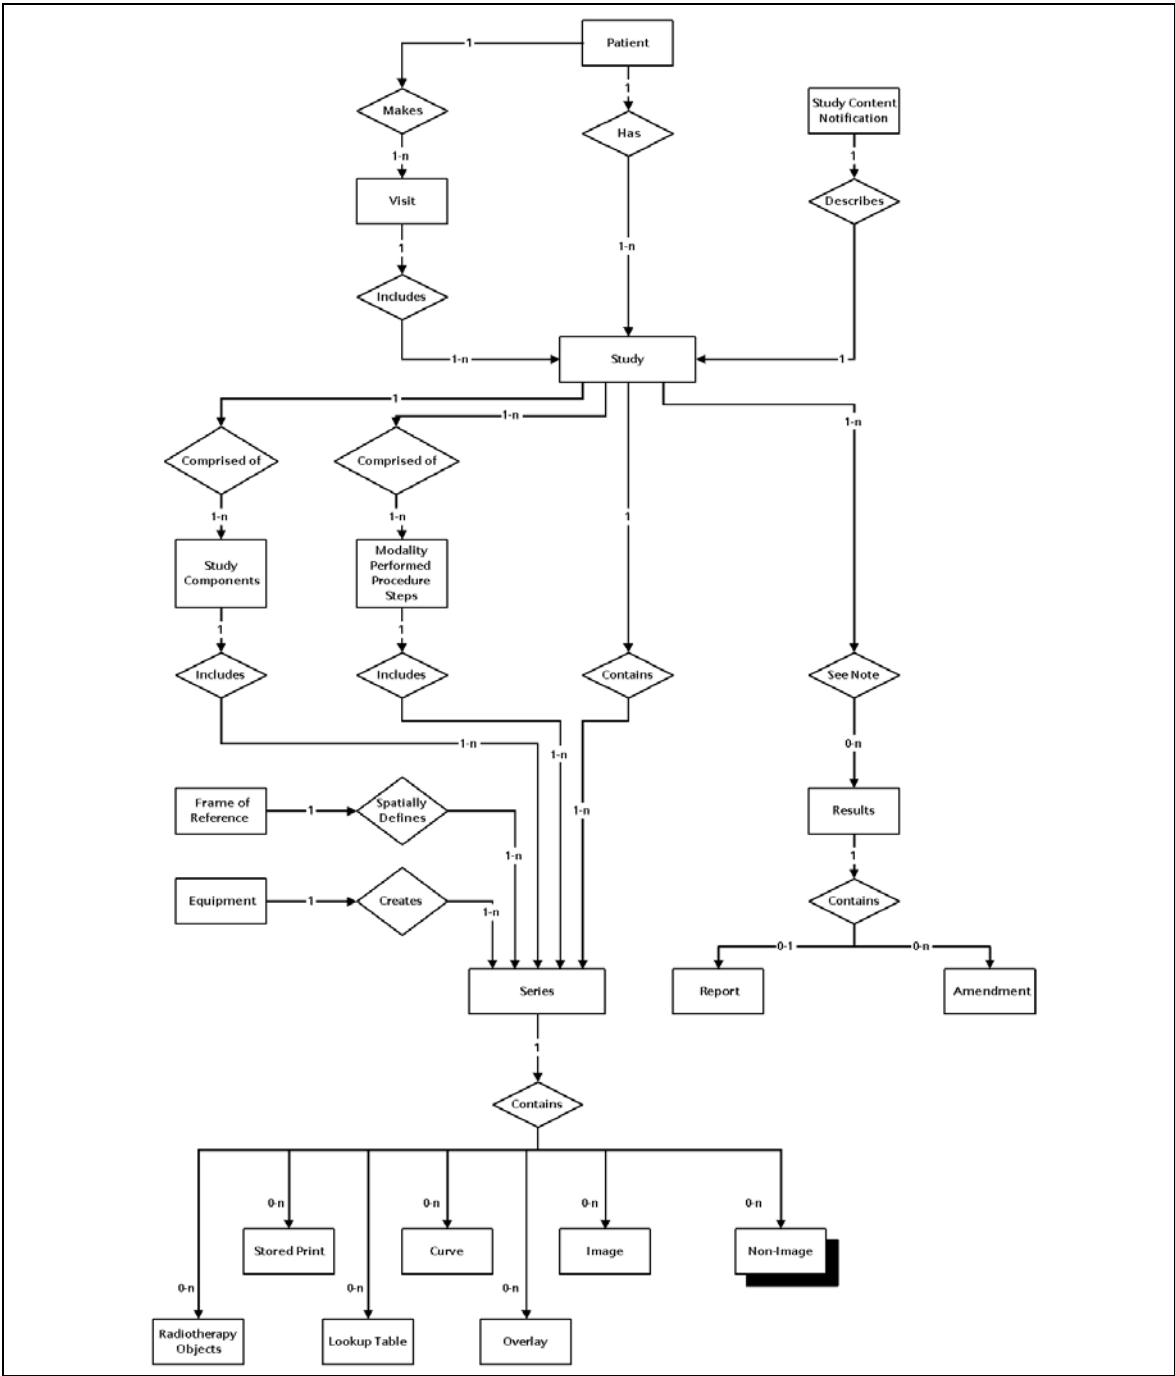 Patient
1
1
Study Content
Notification
Makes
Has
1-n
1
Visit
Describes
1
1-n
Includes
1-n
Study
1
1
1-n
1-n
Comprised of
Comprised of
1-n
1-n
1
Study
Components
Modality
Performed
Procedure
Steps
1
1
Includes
Includes
Contains
See Note
1-n
1-n
0-n
Frame of
Reference
1
Spatially
Defines
1-n
Results
1-n
1
Equipment
1
Creates
1-n
Contains
0-1
0-n
Series
Report
Amendment
1
Contains
0-n
0-n
0-n
0-n
Stored Print
Curve
Image
Non-Image
0-n
0-n
0-n
Radiotherapy
Objects
Lookup Table
Overlay